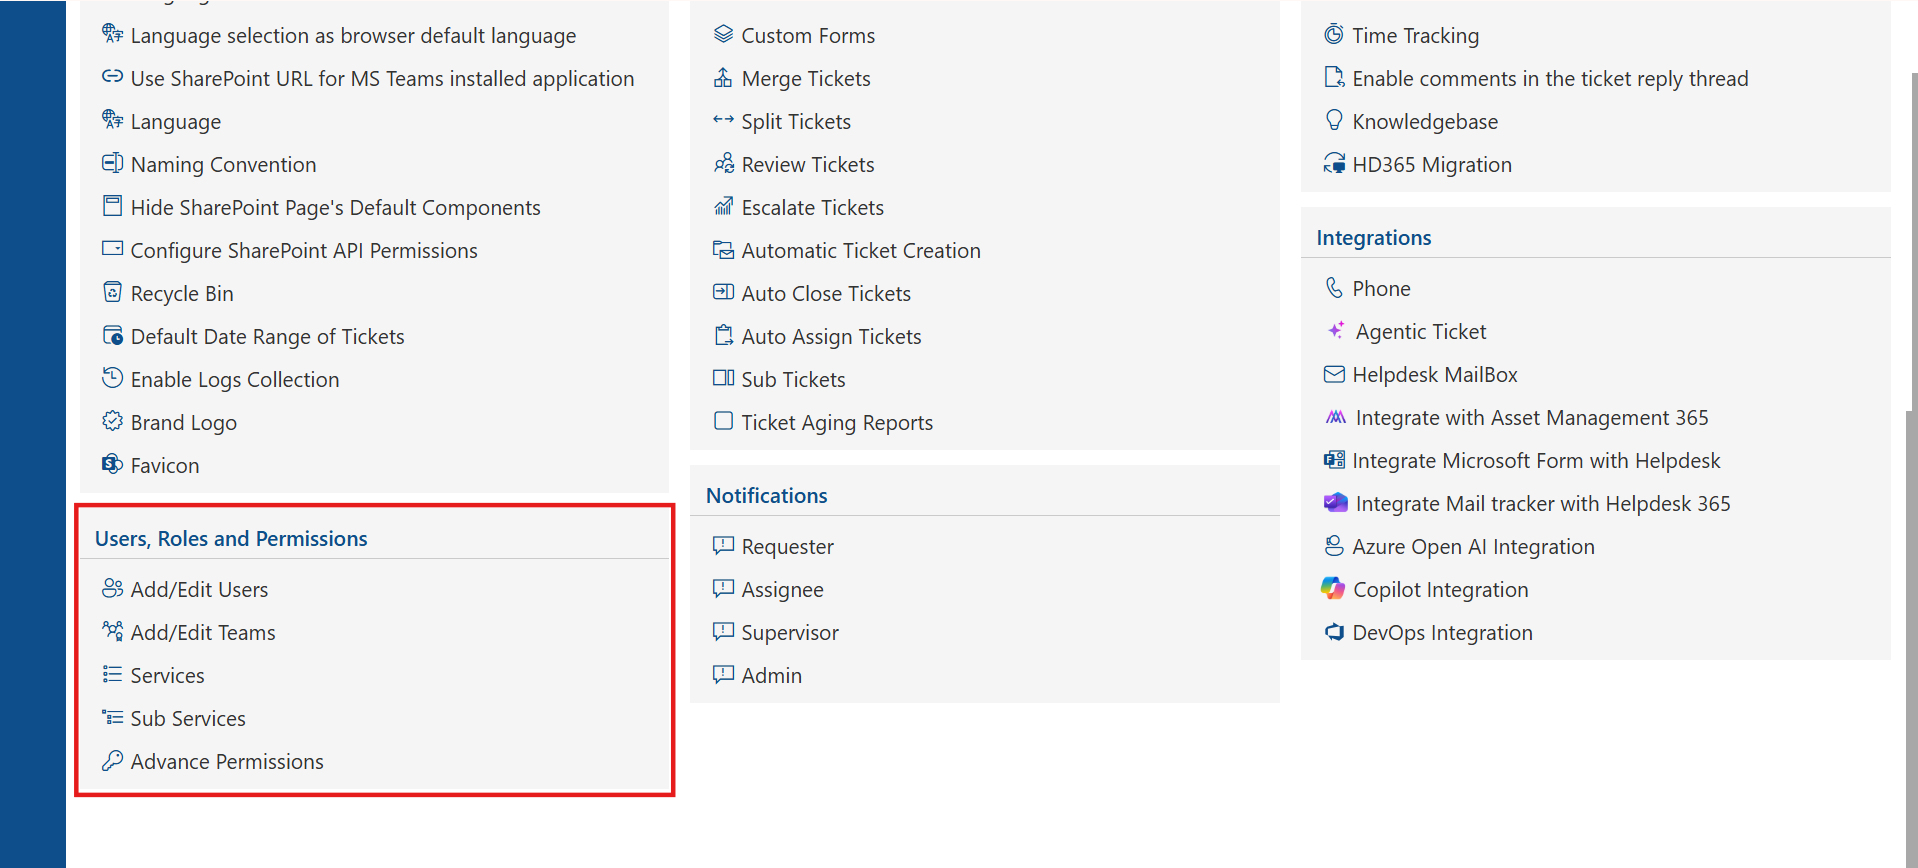 Language selection as browser default language
Use SharePoint URL for MS Teams installed application
Language
Naming Convention
Hide SharePoint Page's Default Components
Configure SharePoint API Permissions
Recycle Bin
Default Date Range of Tickets
Enable Logs Collection
Brand Logo
Favicon
Users, Roles and Permissions
Add/Edit Users
Add/Edit Teams
Services
Sub Services
Advance Permissions
Custom Forms
Merge Tickets
Split Tickets
Review Tickets
Escalate Tickets
Automatic Ticket Creation
Auto Close Tickets
Auto Assign Tickets
Sub Tickets
Ticket Aging Reports
Notifications
Requester
Assignee
Supervisor
Admin
Time Tracking
Enable comments in the ticket reply thread
Knowledgebase
HD365 Migration
Integrations
Phone
Agentic Ticket
Helpdesk MailBox
Integrate with Asset Management 365
Integrate Microsoft Form with Helpdesk
Integrate Mail tracker with Helpdesk 365
Azure Open AI Integration
Copilot Integration
DevOps Integration